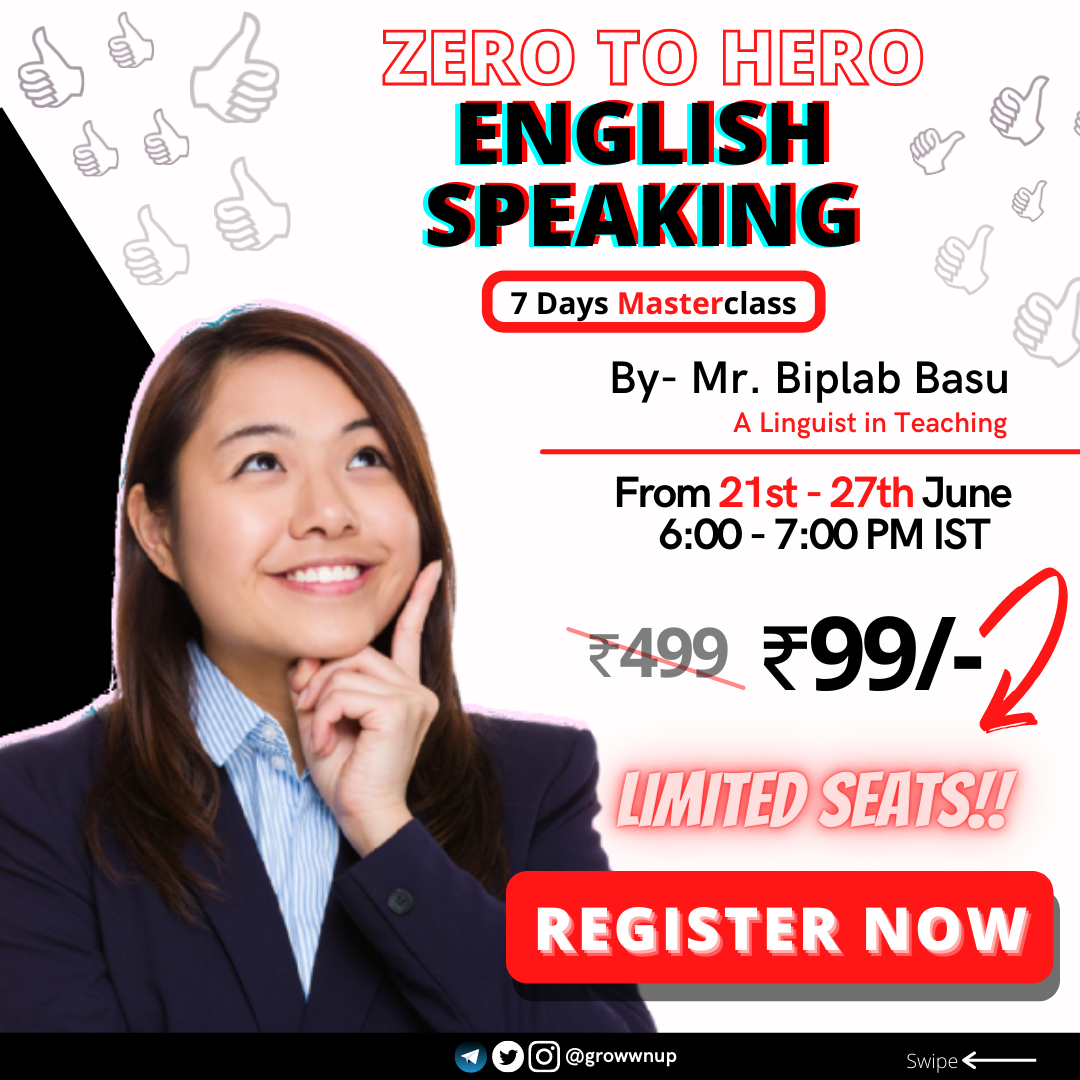 ZERO TO HERO
ENGLISH
SPEAKING
7 Days Masterclass
By- Mr. Biplab Basu
A Linguist in Teaching
From 21st - 27th June
6:00 - 7:00 PM IST
₹499 ₹99/-
LIMITED SEATS!!
REGISTER NOW
@growwnup
Swipe